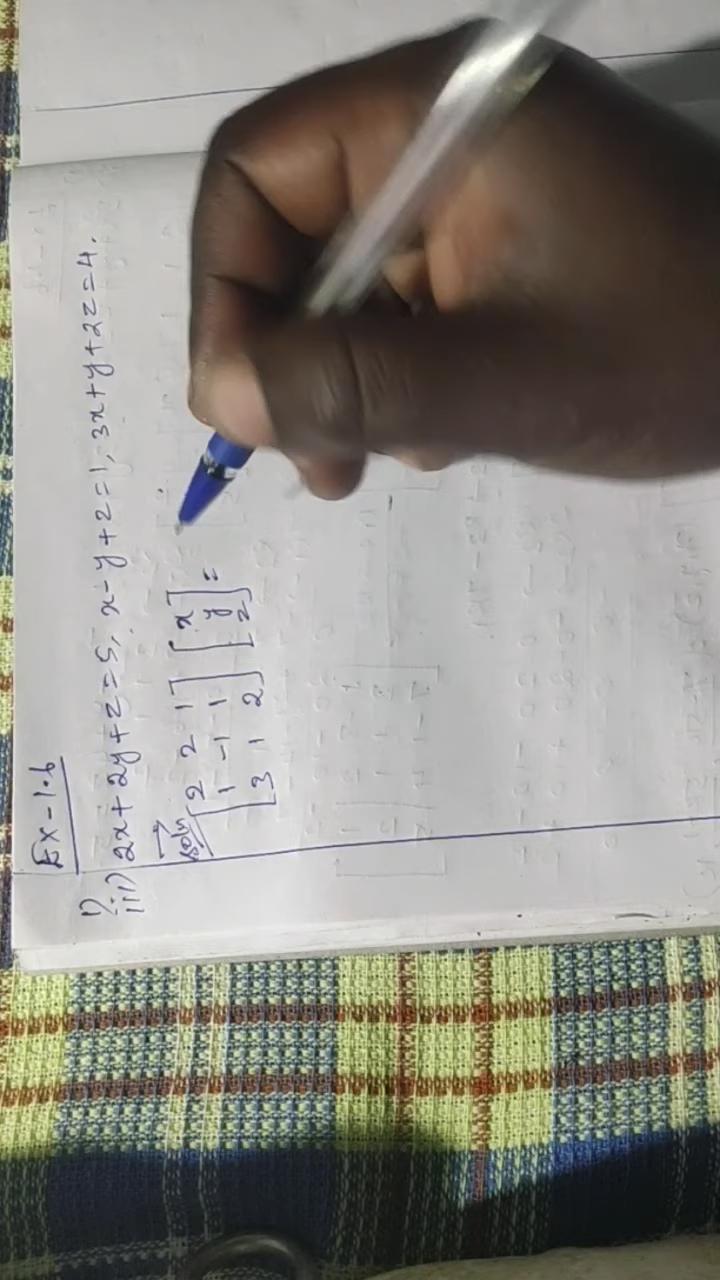 Ex-1.6
1)
iii) 2x+2y+z=5, x-y+z=1, 3x+y+2z=4.
→
soln
[2 2 1
1 -1 1
3 1 2] [x
y
z] =